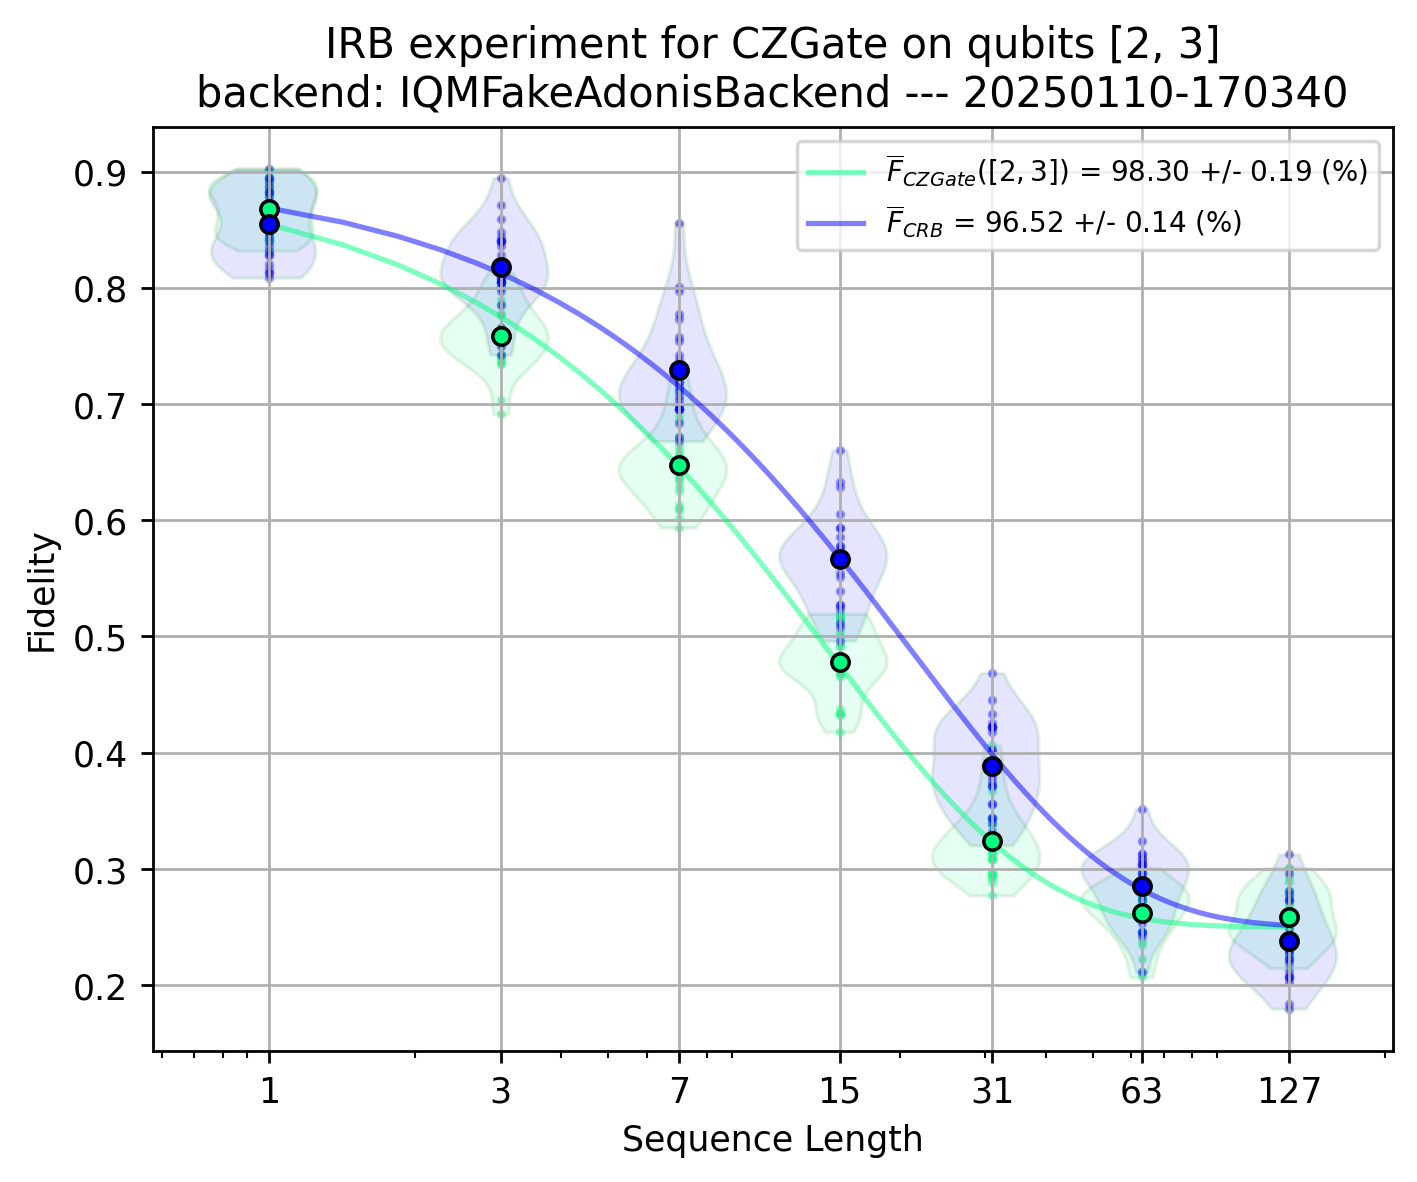 IRB experiment for CZGate on qubits [2, 3]
backend: IQMFakeAdonisBackend --- 20250110-170340
F̅_CZGate([2, 3]) = 98.30 +/- 0.19 (%)
F̅_CRB = 96.52 +/- 0.14 (%)
0.9
0.8
0.7
0.6
0.5
0.4
0.3
0.2
Fidelity
1 3 7 15 31 63 127
Sequence Length